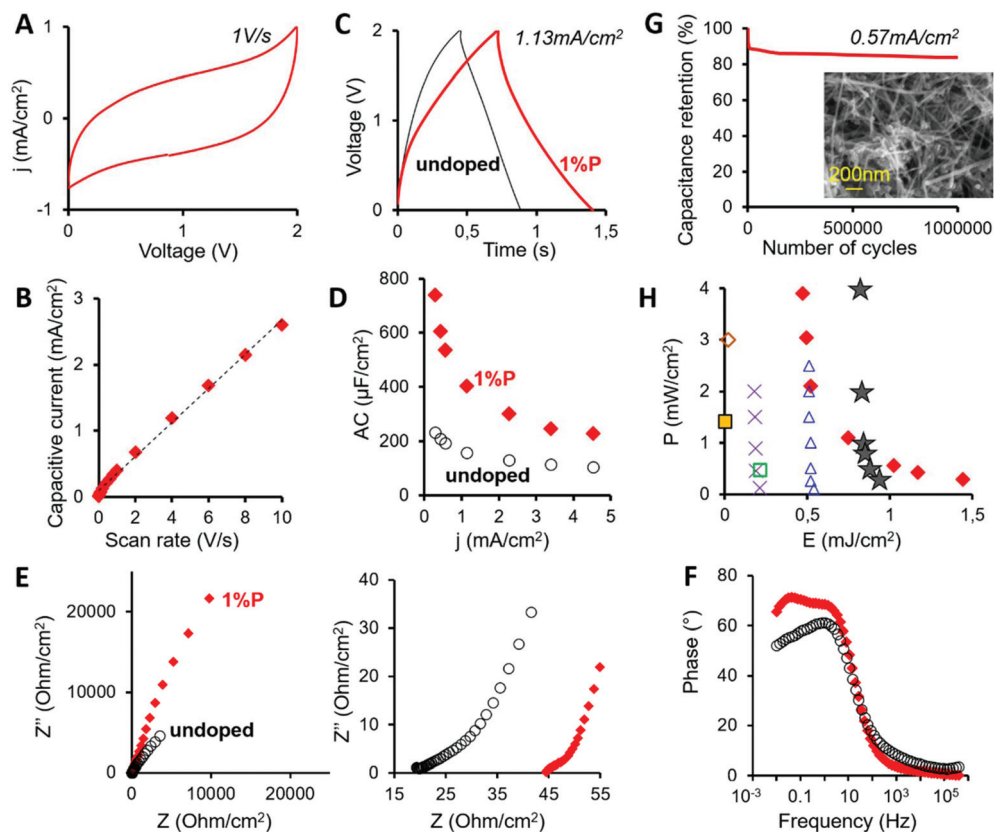 A
1
0
-1
j (mA/cm²)
1V/s
0
1
2
Voltage (V)
C
2
1
0
Voltage (V)
1.13mA/cm²
undoped
1%P
0
0,5
1
1,5
Time (s)
G
100
80
60
40
20
0
Capacitance retention (%)
0.57mA/cm²
200nm
0
500000
1000000
Number of cycles
B
3
2
1
0
Capacitive current (mA/cm²)
0
2
4
6
8
10
Scan rate (V/s)
D
800
600
400
200
0
AC (µF/cm²)
1%P
undoped
0
1
2
3
4
5
j (mA/cm²)
H
4
3
2
1
0
P (mW/cm²)
0
0,5
1
1,5
E (mJ/cm²)
E
20000
10000
0
Z'' (Ohm/cm²)
1%P
undoped
0
10000
20000
Z (Ohm/cm²)
40
30
20
10
0
Z'' (Ohm/cm²)
15
25
35
45
55
Z (Ohm/cm²)
F
80
60
40
20
0
Phase (°)
10⁻³
0.1
10
10³
10⁵
Frequency (Hz)